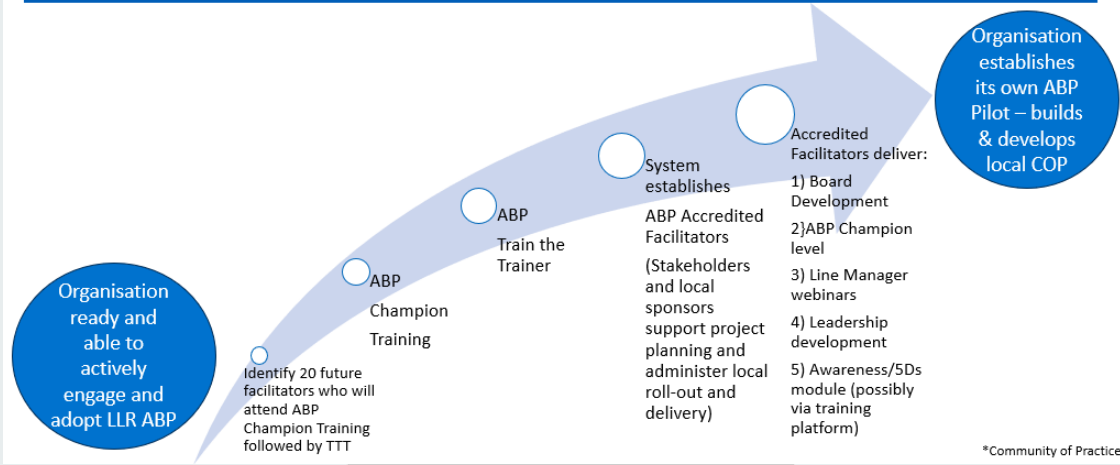 Organisation
ready and
able to
actively
engage and
adopt LLR ABP
Identify 20 future
facilitators who will
attend ABP
Champion Training
followed by TTT
ABP
Champion
Training
ABP
Train the
Trainer
System
establishes
ABP Accredited
Facilitators
(Stakeholders
and local
sponsors
support project
planning and
administer local
roll-out and
delivery)
Accredited
Facilitators deliver:
1) Board
Development
2}ABP Champion
level
3) Line Manager
webinars
4) Leadership
development
5) Awareness/5Ds
module (possibly
via training
platform)
Organisation
establishes
its own ABP
Pilot – builds
& develops
local COP
*Community of Practice